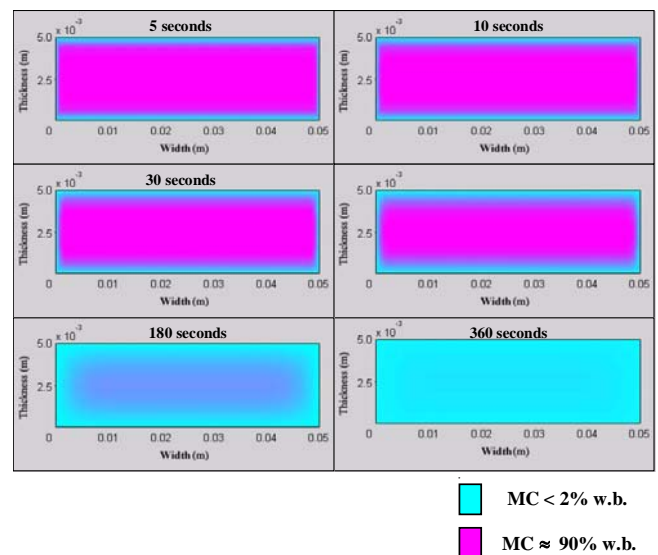 5 seconds
5.0 x 10⁻³
2.5
0
Thickness (m)
0.01 0.02 0.03 0.04 0.05
Width (m)
10 seconds
5.0 x 10⁻³
2.5
0
Thickness (m)
0.01 0.02 0.03 0.04 0.05
Width (m)
30 seconds
5.0 x 10⁻³
2.5
0
Thickness (m)
0.01 0.02 0.03 0.04 0.05
Width (m)
5.0 x 10⁻³
2.5
0
Thickness (m)
0.01 0.02 0.03 0.04 0.05
Width (m)
180 seconds
5.0 x 10⁻³
2.5
0
Thickness (m)
0.01 0.02 0.03 0.04 0.05
Width (m)
360 seconds
5.0 x 10⁻³
2.5
0
Thickness (m)
0.01 0.02 0.03 0.04 0.05
Width (m)
MC < 2% w.b.
MC ≈ 90% w.b.